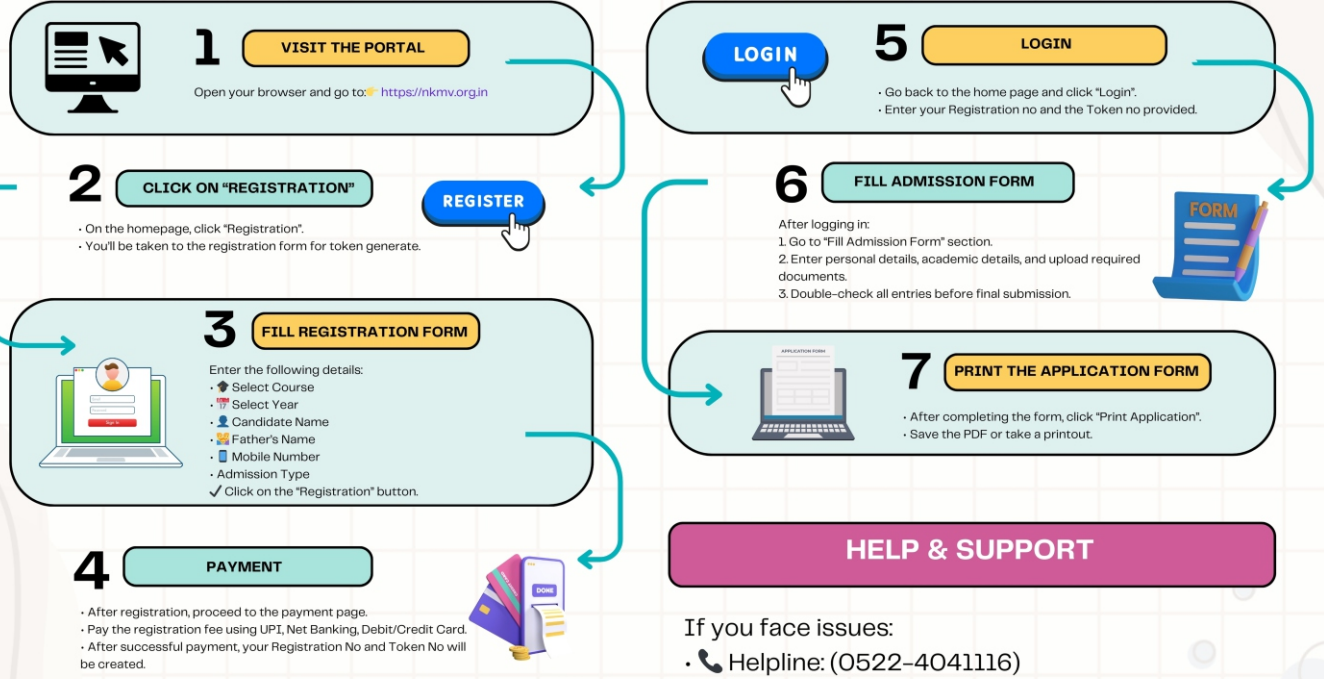 1
VISIT THE PORTAL
Open your browser and go to:👉 https://nkmv.org.in
2
CLICK ON “REGISTRATION”
• On the homepage, click “Registration”.
• You'll be taken to the registration form for token generate.
REGISTER
3
FILL REGISTRATION FORM
Enter the following details:
• 🎓 Select Course
• 📅 Select Year
• 👤 Candidate Name
• 👨‍👩‍👧 Father's Name
• 📱 Mobile Number
• Admission Type
✓ Click on the “Registration” button.
Sign In
4
PAYMENT
• After registration, proceed to the payment page.
• Pay the registration fee using UPI, Net Banking, Debit/Credit Card.
• After successful payment, your Registration No and Token No will
be created.
DONE
LOGIN
5
LOGIN
• Go back to the home page and click “Login”.
• Enter your Registration no and the Token no provided.
6
FILL ADMISSION FORM
After logging in:
1. Go to “Fill Admission Form” section.
2. Enter personal details, academic details, and upload required
documents.
3. Double-check all entries before final submission.
FORM
APPLICATION FORM
7
PRINT THE APPLICATION FORM
• After completing the form, click “Print Application”.
• Save the PDF or take a printout.
HELP & SUPPORT
If you face issues:
• 📞 Helpline: (0522-4041116)